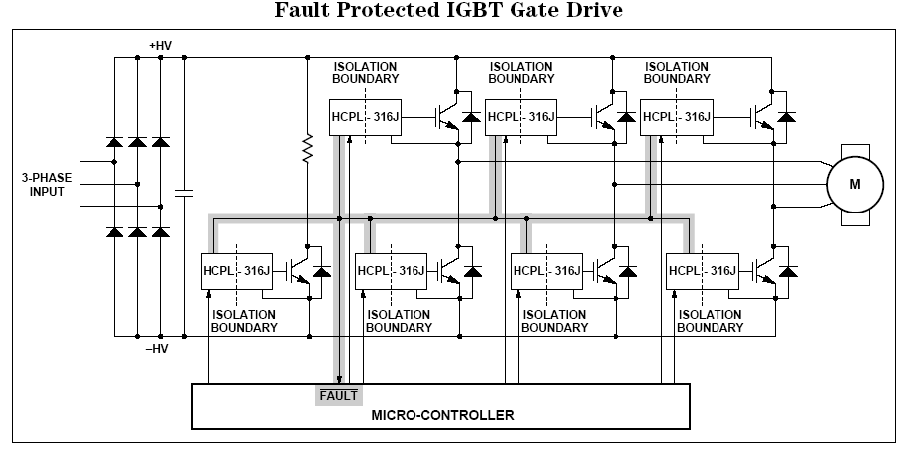 Fault Protected IGBT Gate Drive
+HV
ISOLATION
BOUNDARY
ISOLATION
BOUNDARY
ISOLATION
BOUNDARY
HCPL - 316J
HCPL - 316J
HCPL - 316J
3-PHASE
INPUT
M
HCPL - 316J
HCPL - 316J
HCPL - 316J
HCPL - 316J
ISOLATION
BOUNDARY
ISOLATION
BOUNDARY
ISOLATION
BOUNDARY
ISOLATION
BOUNDARY
–HV
FAULT
MICRO-CONTROLLER